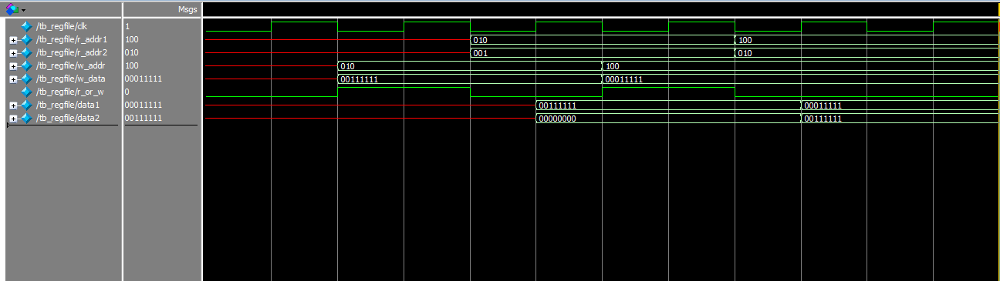 Msgs
/tb_regfile/clk 1
/tb_regfile/r_addr1 100 010 100
/tb_regfile/r_addr2 010 001 010
/tb_regfile/w_addr 100 010 100
/tb_regfile/w_data 00011111 00111111 00011111
/tb_regfile/r_or_w 0
/tb_regfile/data1 00011111 00111111 00011111
/tb_regfile/data2 00111111 00000000 00111111